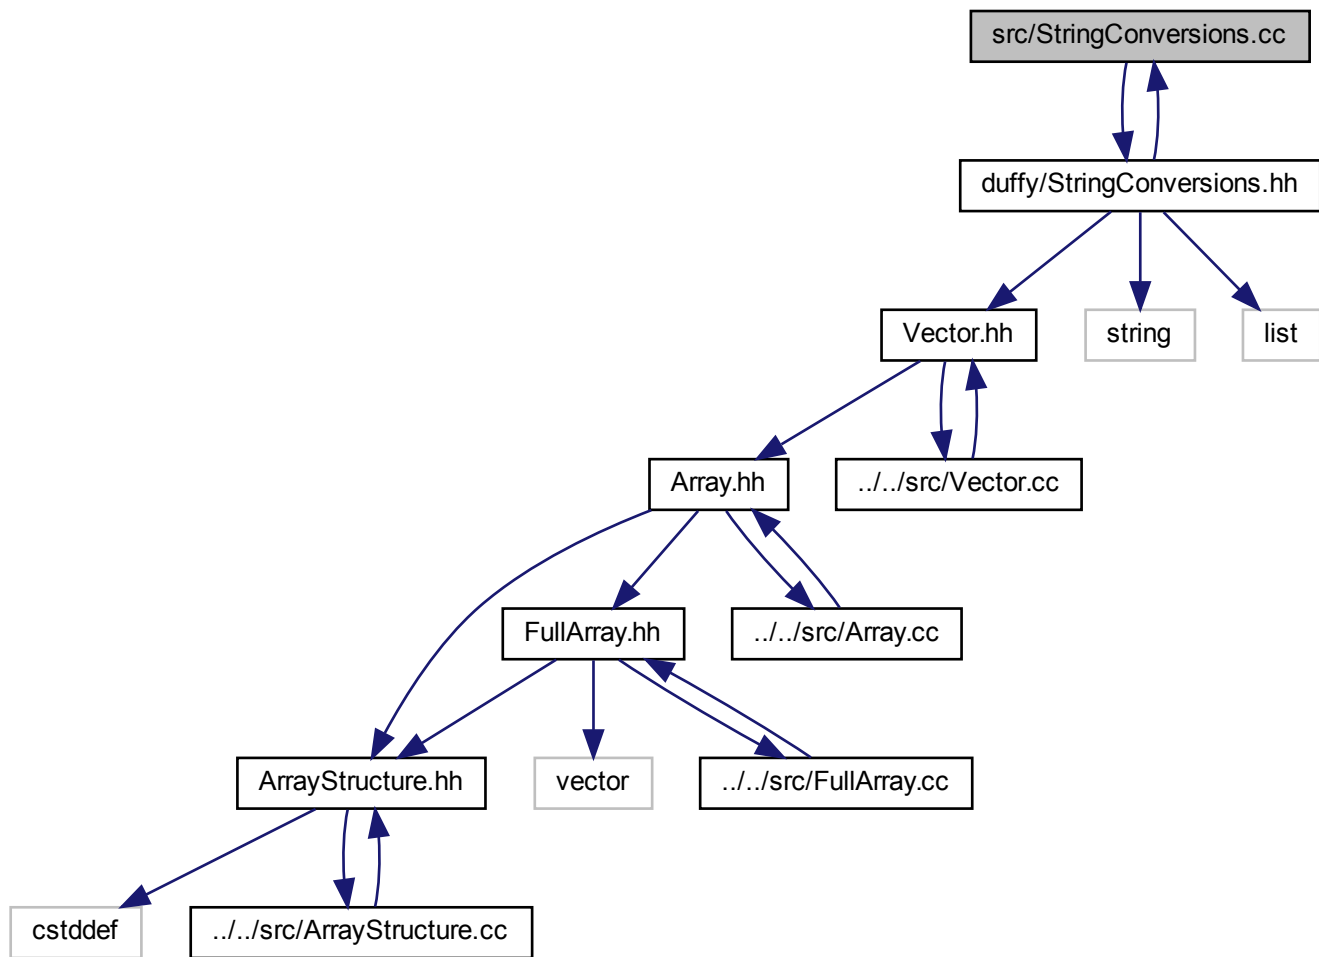 src/StringConversions.cc
duffy/StringConversions.hh
Vector.hh
string
list
Array.hh
../../src/Vector.cc
FullArray.hh
../../src/Array.cc
ArrayStructure.hh
vector
../../src/FullArray.cc
cstddef
../../src/ArrayStructure.cc